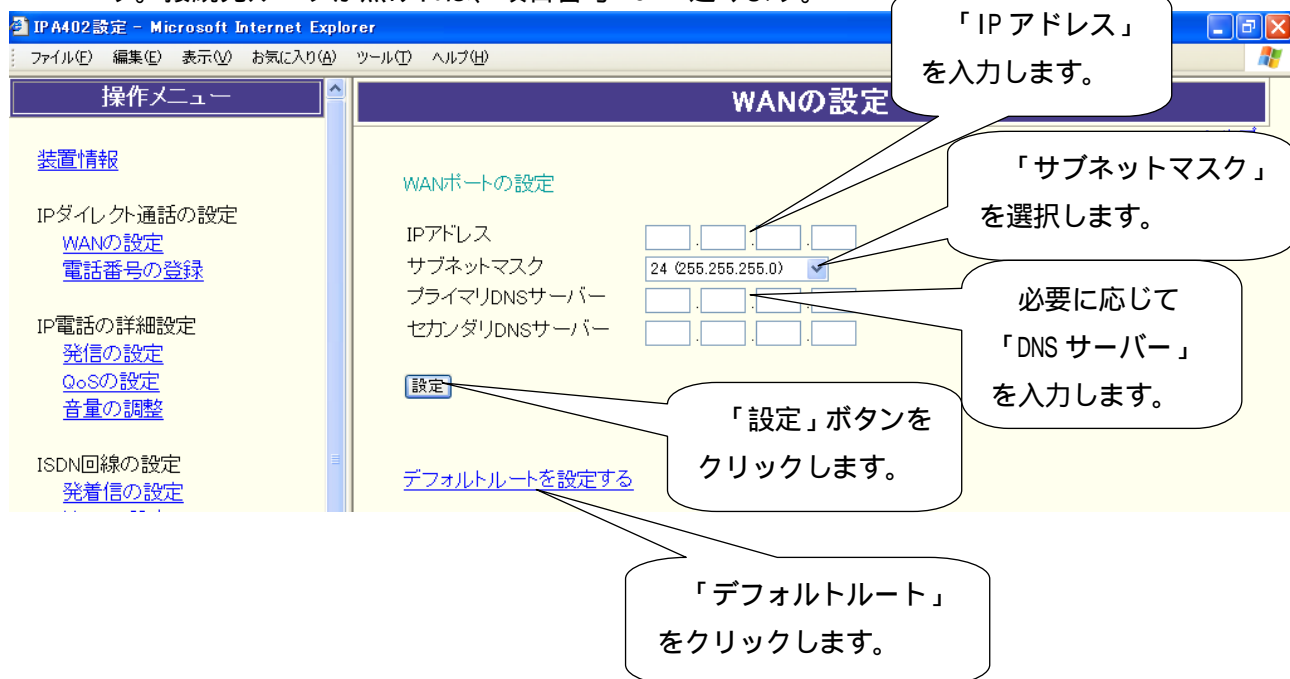 IPA402設定 - Microsoft Internet Explorer
ファイル(F) 編集(E) 表示(V) お気に入り(A) ツール(T) ヘルプ(H)
操作メニュー
装置情報
IPダイレクト通話の設定
WANの設定
電話番号の登録
IP電話の詳細設定
発信の設定
QoSの設定
音量の調整
ISDN回線の設定
発着信の設定
WANの設定
WANポートの設定
IPアドレス . . .
サブネットマスク 24 (255.255.255.0)
プライマリDNSサーバー . . .
セカンダリDNSサーバー . . .
設定
デフォルトルートを設定する
「IPアドレス」
を入力します。
「サブネットマスク」
を選択します。
必要に応じて
「DNSサーバー」
を入力します。
「設定」ボタンを
クリックします。
「デフォルトルート」
をクリックします。